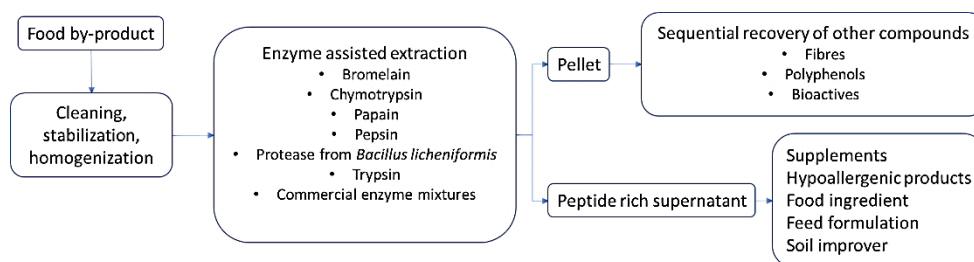 Food by-product
Cleaning,
stabilization,
homogenization
Enzyme assisted extraction
• Bromelain
• Chymotrypsin
• Papain
• Pepsin
• Protease from Bacillus licheniformis
• Trypsin
• Commercial enzyme mixtures
Pellet
Sequential recovery of other compounds
• Fibres
• Polyphenols
• Bioactives
Peptide rich supernatant
Supplements
Hypoallergenic products
Food ingredient
Feed formulation
Soil improver